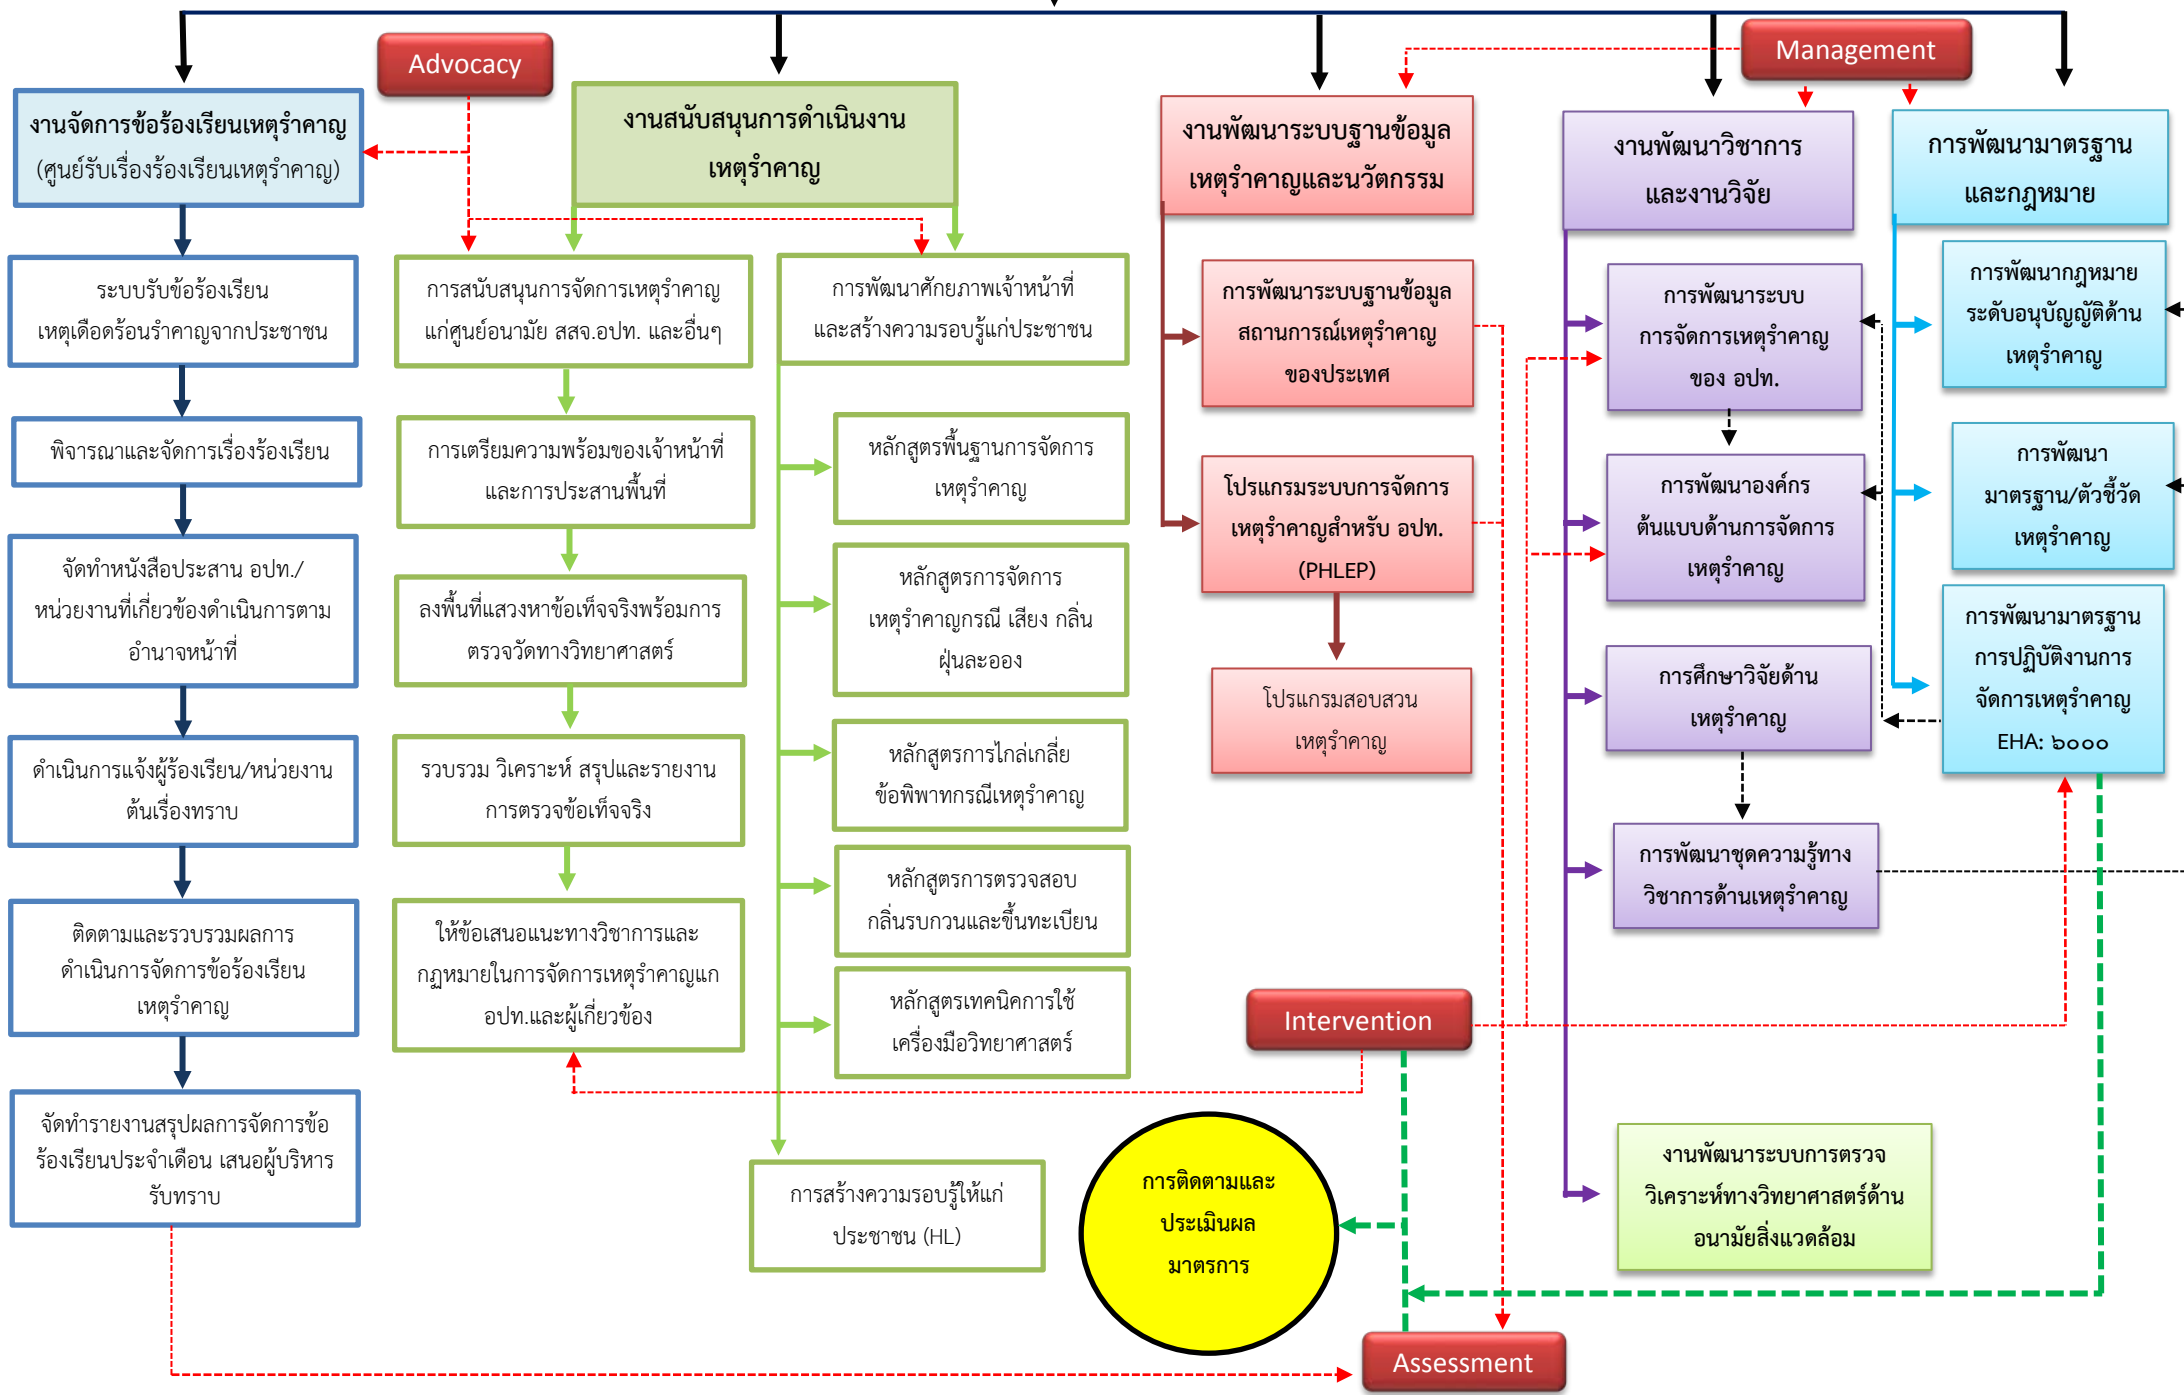 Advocacy
Management
งานจัดการข้อร้องเรียนเหตุรำคาญ
(ศูนย์รับเรื่องร้องเรียนเหตุรำคาญ)
ระบบรับข้อร้องเรียน
เหตุเดือดร้อนรำคาญจากประชาชน
พิจารณาและจัดการเรื่องร้องเรียน
จัดทำหนังสือประสาน อปท./
หน่วยงานที่เกี่ยวข้องดำเนินการตาม
อำนาจหน้าที่
ดำเนินการแจ้งผู้ร้องเรียน/หน่วยงาน
ต้นเรื่องทราบ
ติดตามและรวบรวมผลการ
ดำเนินการจัดการข้อร้องเรียน
เหตุรำคาญ
จัดทำรายงานสรุปผลการจัดการข้อ
ร้องเรียนประจำเดือน เสนอผู้บริหาร
รับทราบ
งานสนับสนุนการดำเนินงาน
เหตุรำคาญ
การสนับสนุนการจัดการเหตุรำคาญ
แก่ศูนย์อนามัย สสจ.อปท. และอื่นๆ
การเตรียมความพร้อมของเจ้าหน้าที่
และการประสานพื้นที่
ลงพื้นที่แสวงหาข้อเท็จจริงพร้อมการ
ตรวจวัดทางวิทยาศาสตร์
รวบรวม วิเคราะห์ สรุปและรายงาน
การตรวจข้อเท็จจริง
ให้ข้อเสนอแนะทางวิชาการและ
กฎหมายในการจัดการเหตุรำคาญแก
อปท.และผู้เกี่ยวข้อง
การพัฒนาศักยภาพเจ้าหน้าที่
และสร้างความรอบรู้แก่ประชาชน
หลักสูตรพื้นฐานการจัดการ
เหตุรำคาญ
หลักสูตรการจัดการ
เหตุรำคาญกรณี เสียง กลิ่น
ฝุ่นละออง
หลักสูตรการไกล่เกลี่ย
ข้อพิพาทกรณีเหตุรำคาญ
หลักสูตรการตรวจสอบ
กลิ่นรบกวนและขึ้นทะเบียน
หลักสูตรเทคนิคการใช้
เครื่องมือวิทยาศาสตร์
การสร้างความรอบรู้ให้แก่
ประชาชน (HL)
งานพัฒนาระบบฐานข้อมูล
เหตุรำคาญและนวัตกรรม
การพัฒนาระบบฐานข้อมูล
สถานการณ์เหตุรำคาญ
ของประเทศ
โปรแกรมระบบการจัดการ
เหตุรำคาญสำหรับ อปท.
(PHLEP)
โปรแกรมสอบสวน
เหตุรำคาญ
งานพัฒนาวิชาการ
และงานวิจัย
การพัฒนาระบบ
การจัดการเหตุรำคาญ
ของ อปท.
การพัฒนาองค์กร
ต้นแบบด้านการจัดการ
เหตุรำคาญ
การศึกษาวิจัยด้าน
เหตุรำคาญ
การพัฒนาชุดความรู้ทาง
วิชาการด้านเหตุรำคาญ
งานพัฒนาระบบการตรวจ
วิเคราะห์ทางวิทยาศาสตร์ด้าน
อนามัยสิ่งแวดล้อม
การพัฒนามาตรฐาน
และกฎหมาย
การพัฒนากฎหมาย
ระดับอนุบัญญัติด้าน
เหตุรำคาญ
การพัฒนา
มาตรฐาน/ตัวชี้วัด
เหตุรำคาญ
การพัฒนามาตรฐาน
การปฏิบัติงานการ
จัดการเหตุรำคาญ
EHA: ๖๐๐๐
Intervention
การติดตามและ
ประเมินผล
มาตรการ
Assessment